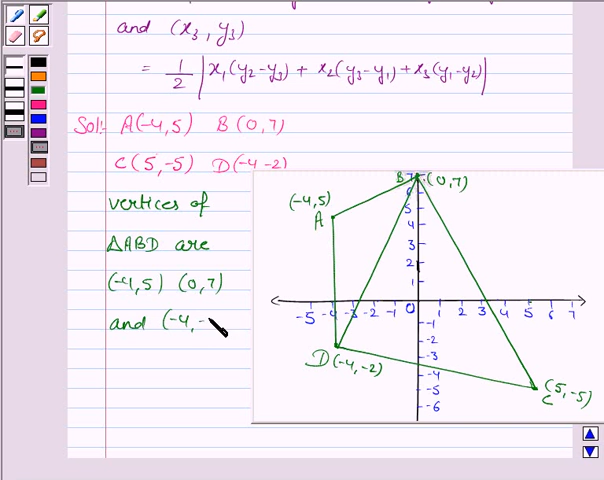 and (x₃, y₃)
= 1/2 |x₁(y₂-y₃) + x₂(y₃-y₁) + x₃(y₁-y₂)|
Sol:- A(-4,5) B(0,7)
C(5,-5) D(-4-2)
vertices of
ΔABD are
(-4,5) (0,7)
and (-4, -
B 7 (0,7)
6
(-4,5) 5
A 4
3
2
1
-5 -4 -3 -2 -1 0 1 2 3 4 5 6 7
-1
-2
D(-4,-2) -3
-4
-5 (5,-5)
C
-6